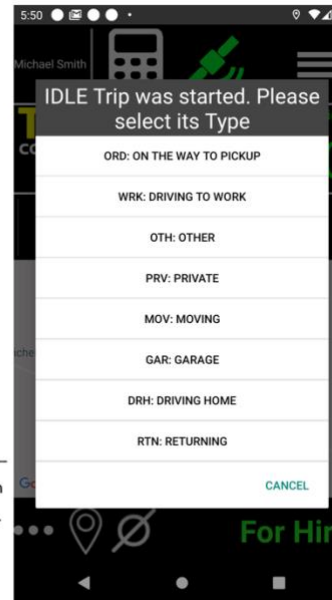 5:50
Michael Smith
IDLE Trip was started. Please
select its Type
ORD: ON THE WAY TO PICKUP
WRK: DRIVING TO WORK
OTH: OTHER
PRV: PRIVATE
MOV: MOVING
GAR: GARAGE
DRH: DRIVING HOME
RTN: RETURNING
CANCEL
For Hir